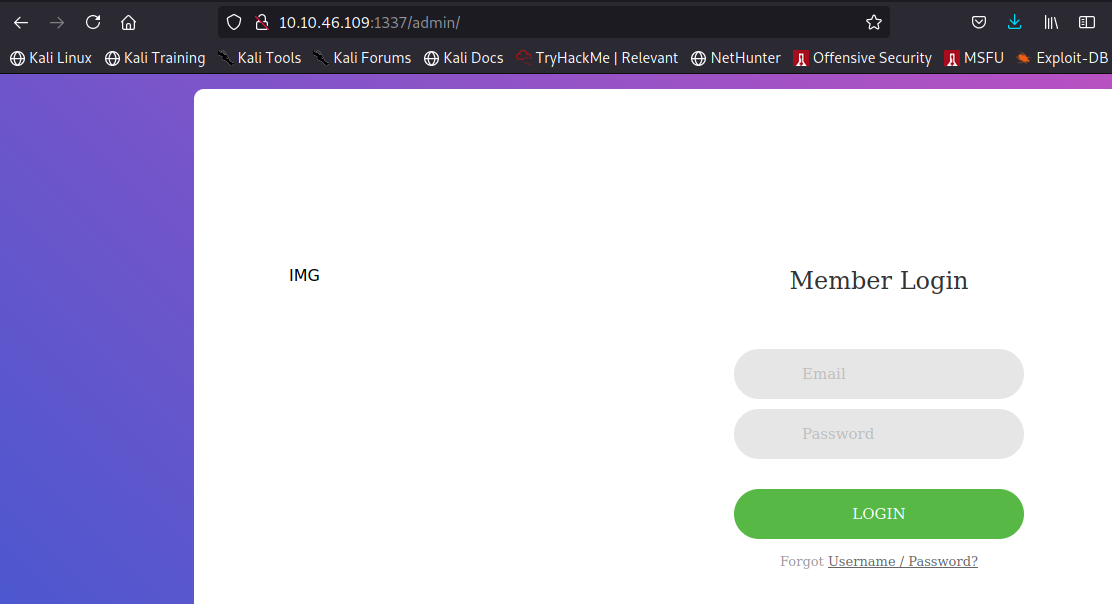 10.10.46.109:1337/admin/
Kali Linux Kali Training Kali Tools Kali Forums Kali Docs TryHackMe | Relevant NetHunter Offensive Security MSFU Exploit-DB
IMG
Member Login
Email
Password
LOGIN
Forgot Username / Password?